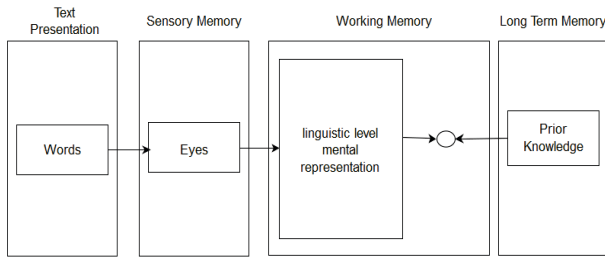 Text
Presentation
Sensory Memory
Working Memory
Long Term Memory
Words
Eyes
linguistic level
mental
representation
Prior
Knowledge